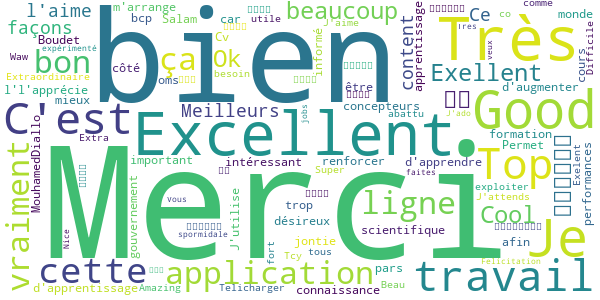 l'aime
bcp
m'arrange
Salam
car
utile
beaucoup
J'aime
Ce
co
comme
monde
façons
Boudet
Cv
besoin
informé
content
apprentissage
Très
cours
Difficile
expérimenté
Waw
bon
bien
ça
Ok
être
Exellent
Tres
veux
l'l'apprécie
côté
oms
d'augmenter
Extraordinaire
mieux
Meilleurs
concepteurs
Good
C'est
Extra
Excellent
jobs
abattu
J'ado
formation
Permet
Exelent
performances
MouhamedDiallo
vraiment
Merci
important
intéressant
renforcer
d'apprendre
Top
Super
faites
exploiter
J'attends
gouvernement
vous
J'utilise
trop
désireux
ligne
scientifique
Cool
afin
Je
Nice
spormidale
fort
jontie
tous
Tcy
cette
application
pars
travail
Felicitation
d'apprentissage
Amazing
Telicharger
connaissance
Beau